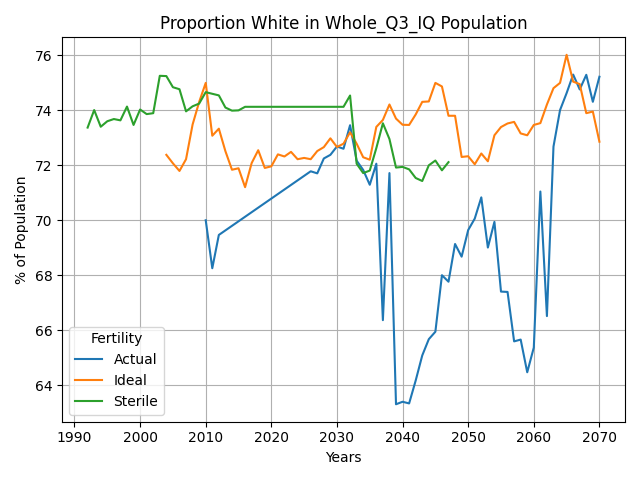 Proportion White in Whole_Q3_IQ Population
% of Population
76
74
72
70
68
66
64
Fertility
Actual
Ideal
Sterile
1990
2000
2010
2020
2030
2040
2050
2060
2070
Years